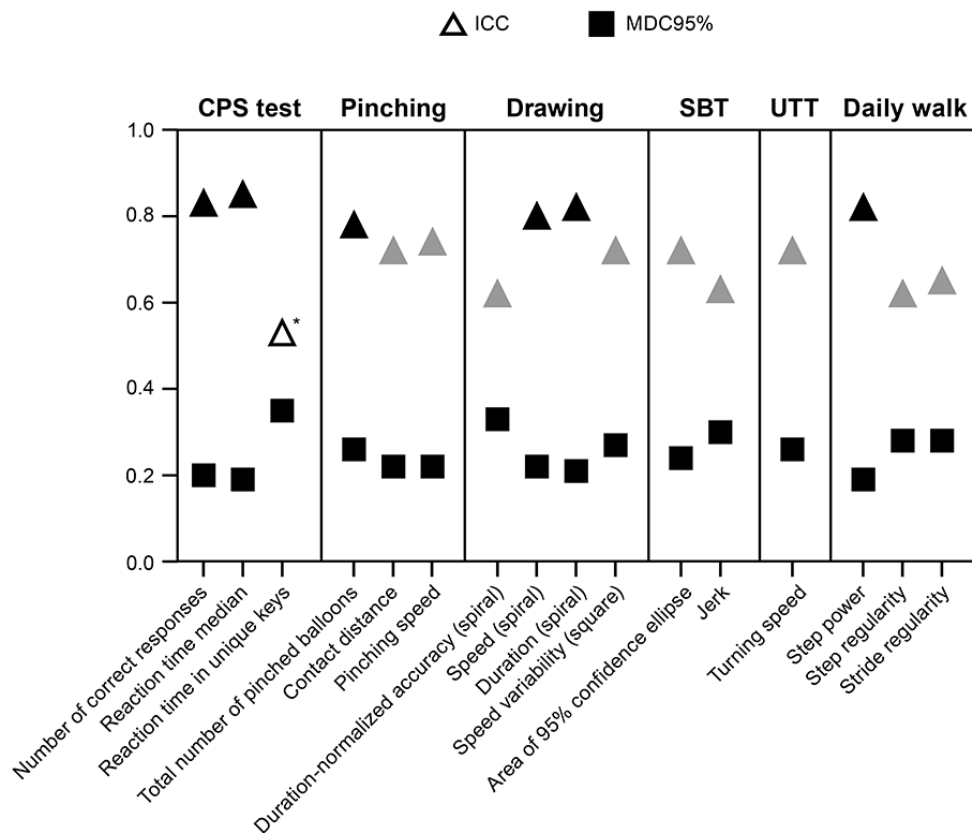 ICC MDC95%
CPS test Pinching Drawing SBT UTT Daily walk
1.0
0.8
0.6
*
0.4
0.2
0.0
Number of correct responses
Reaction time median
Reaction time in unique keys
Total number of pinched balloons
Contact distance
Pinching speed
Duration-normalized accuracy (spiral)
Speed (spiral)
Duration (spiral)
Speed variability (square)
Area of 95% confidence ellipse
Jerk
Turning speed
Step power
Step regularity
Stride regularity